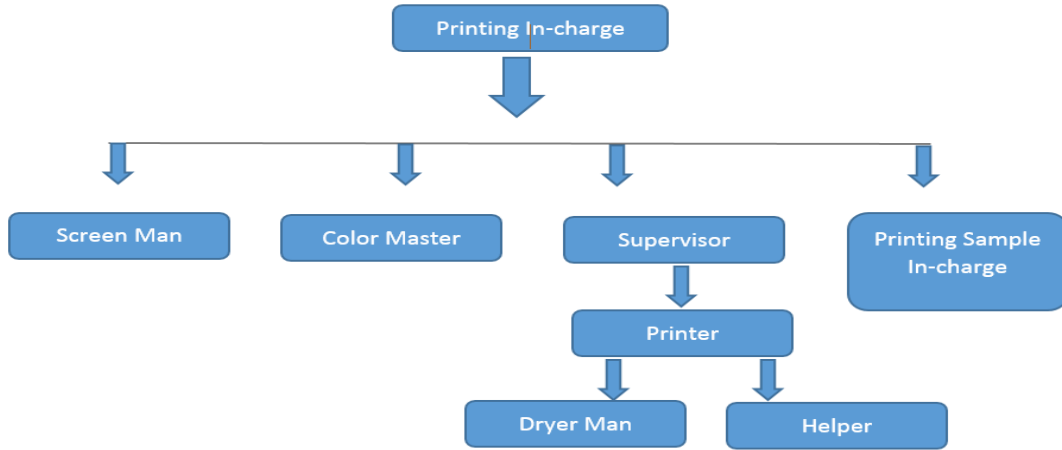 Printing In-charge
Screen Man
Color Master
Supervisor
Printing Sample
In-charge
Printer
Dryer Man
Helper